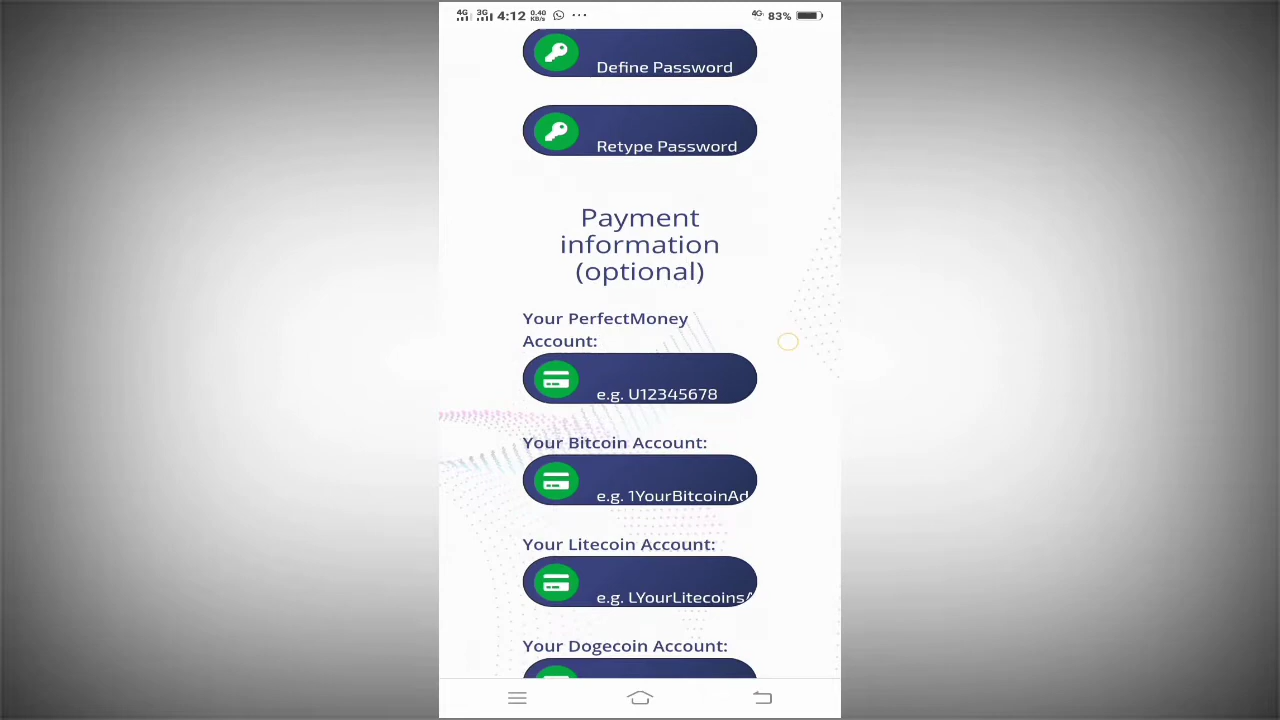 4G 3G 4:12 0.40 KB/s ... 4G 83%
Define Password
Retype Password
Payment
information
(optional)
Your PerfectMoney
Account:
e.g. U12345678
Your Bitcoin Account:
e.g. 1YourBitcoinAd
Your Litecoin Account:
e.g. LYourLitecoinsA
Your Dogecoin Account: